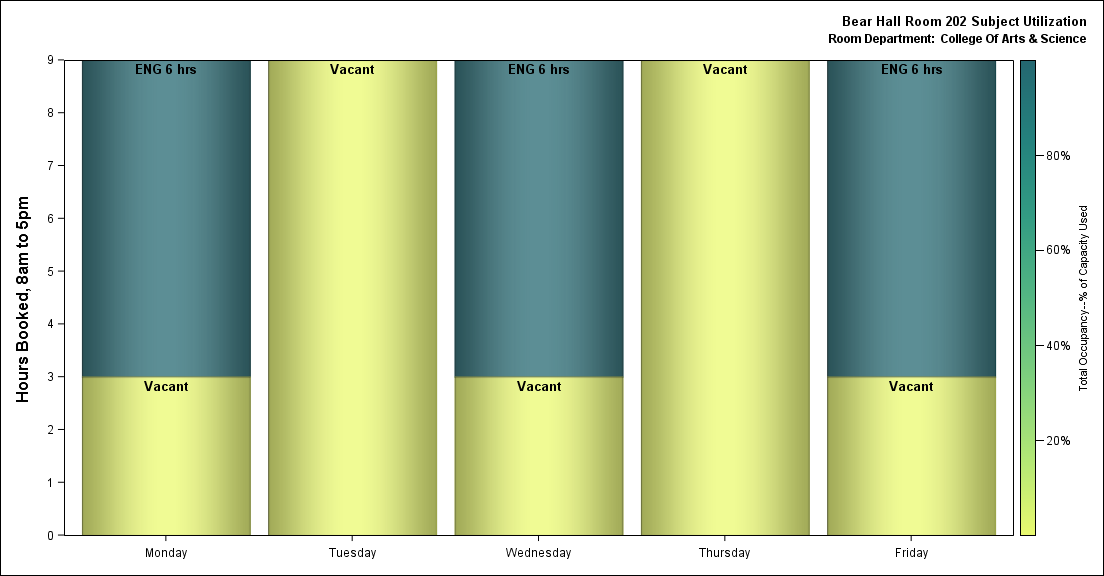 Bear Hall Room 202 Subject Utilization
Room Department: College Of Arts & Science
Hours Booked, 8am to 5pm
9
8
7
6
5
4
3
2
1
0
ENG 6 hrs
Vacant
ENG 6 hrs
Vacant
ENG 6 hrs
Vacant
Vacant
Vacant
Monday
Tuesday
Wednesday
Thursday
Friday
80%
60%
40%
20%
Total Occupancy--% of Capacity Used